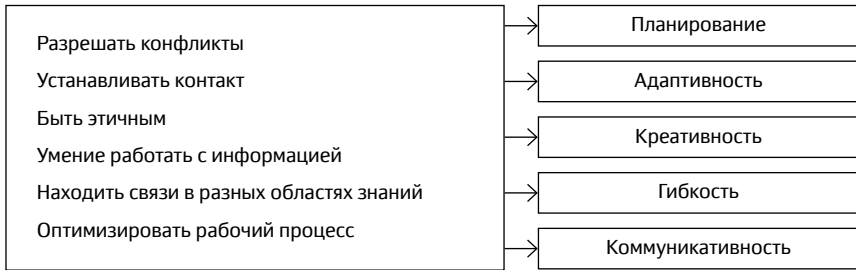 Разрешать конфликты
Устанавливать контакт
Быть этичным
Умение работать с информацией
Находить связи в разных областях знаний
Оптимизировать рабочий процесс
Планирование
Адаптивность
Креативность
Гибкость
Коммуникативность